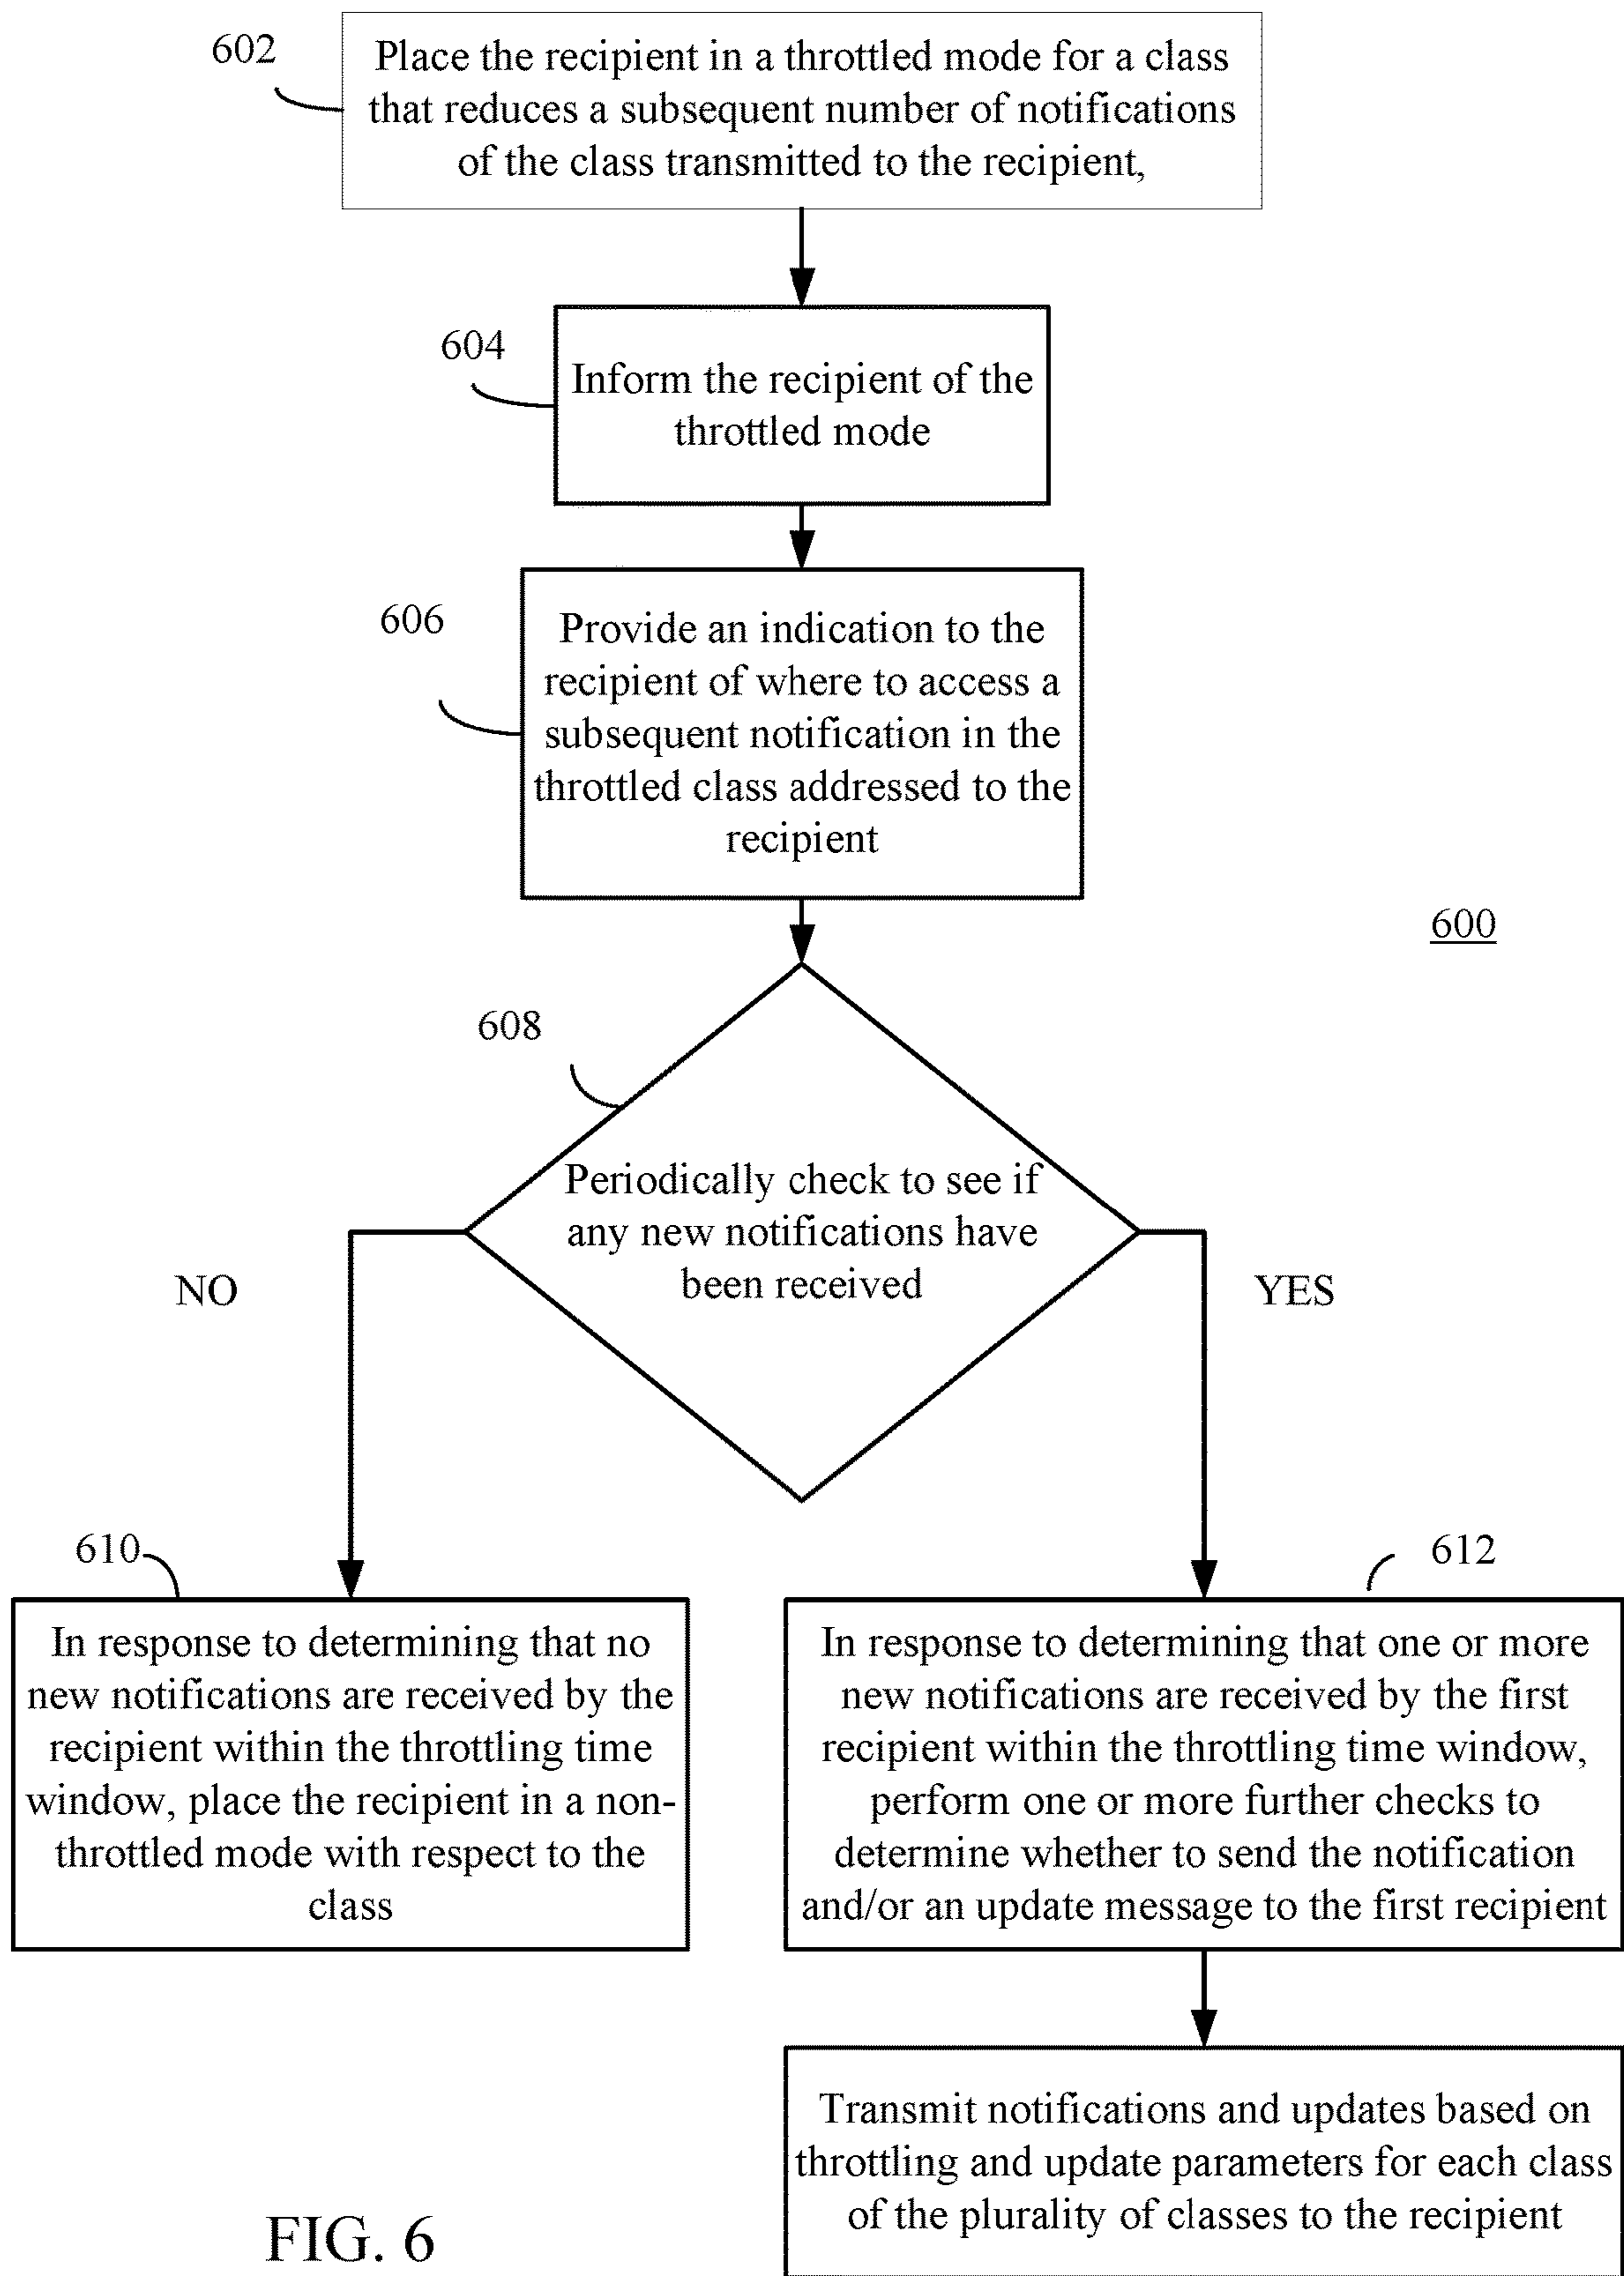 602
Place the recipient in a throttled mode for a class
that reduces a subsequent number of notifications
of the class transmitted to the recipient,
604
Inform the recipient of the
throttled mode
606
Provide an indication to the
recipient of where to access a
subsequent notification in the
throttled class addressed to the
recipient
600
608
Periodically check to see if
any new notifications have
been received
NO
YES
610
In response to determining that no
new notifications are received by the
recipient within the throttling time
window, place the recipient in a non-
throttled mode with respect to the
class
612
In response to determining that one or more
new notifications are received by the first
recipient within the throttling time window,
perform one or more further checks to
determine whether to send the notification
and/or an update message to the first recipient
Transmit notifications and updates based on
throttling and update parameters for each class
of the plurality of classes to the recipient
FIG. 6